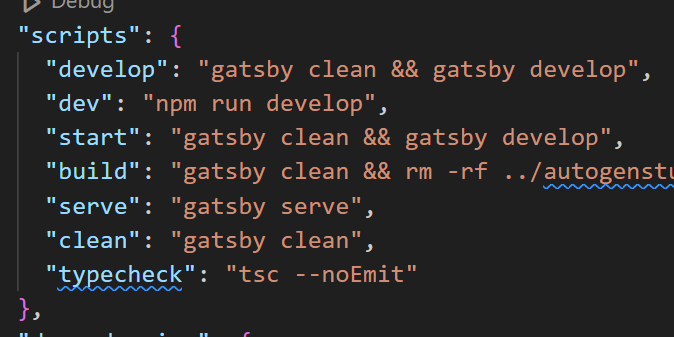 Debug
"scripts": {
"develop": "gatsby clean && gatsby develop",
"dev": "npm run develop",
"start": "gatsby clean && gatsby develop",
"build": "gatsby clean && rm -rf ../autogenstu
"serve": "gatsby serve",
"clean": "gatsby clean",
"typecheck": "tsc --noEmit"
},